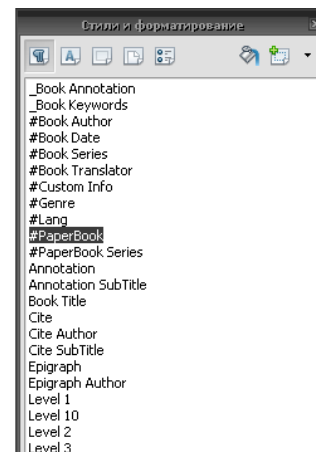 Стили и форматирование
_Book Annotation
_Book Keywords
#Book Author
#Book Date
#Book Series
#Book Translator
#Custom Info
#Genre
#Lang
#PaperBook
#PaperBook Series
Annotation
Annotation SubTitle
Book Title
Cite
Cite Author
Cite SubTitle
Epigraph
Epigraph Author
Level 1
Level 10
Level 2
Level 3